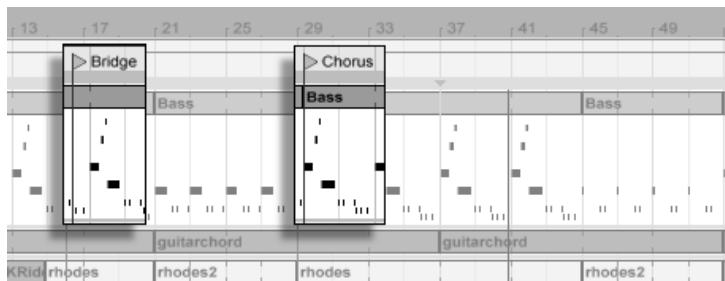 13 17 21 25 29 33 37 41 45 49
Bridge Chorus
Bass Bass Bass
guitarchord guitarchord
KRide rhodes rhodes2 rhodes rhodes2